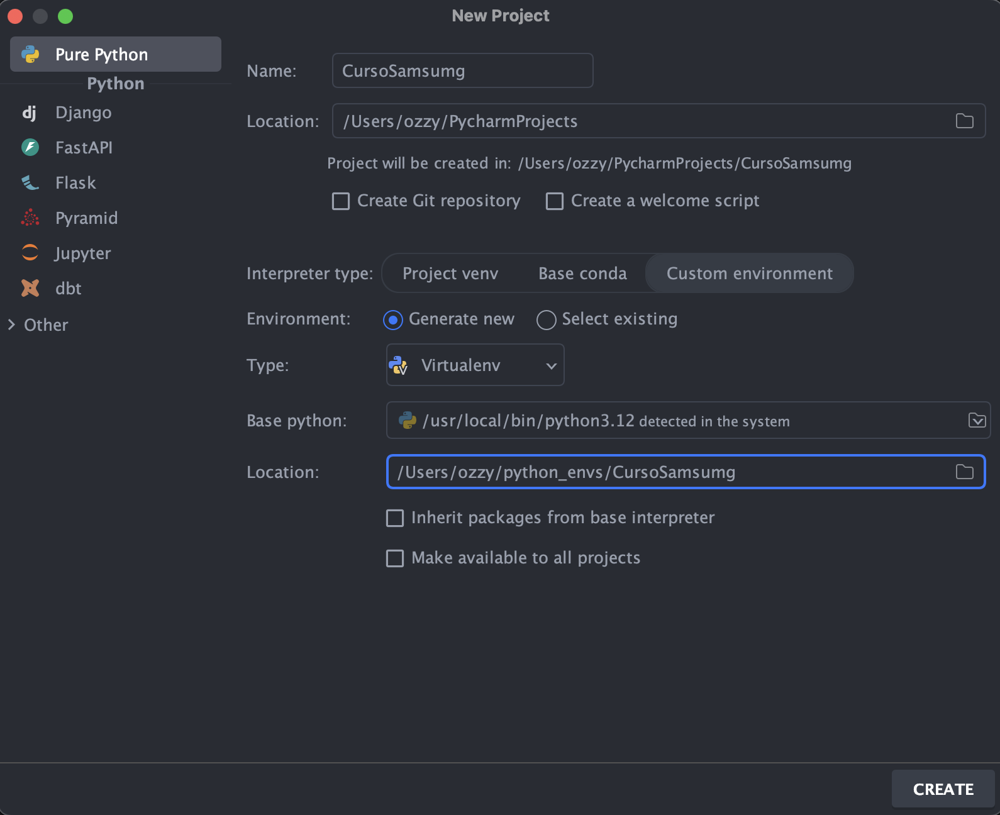 New Project
Pure Python
Python
Django
FastAPI
Flask
Pyramid
Jupyter
dbt
Other
Name: CursoSamsumg
Location: /Users/ozzy/PycharmProjects
Project will be created in: /Users/ozzy/PycharmProjects/CursoSamsumg
Create Git repository Create a welcome script
Interpreter type: Project venv Base conda Custom environment
Environment: Generate new Select existing
Type: Virtualenv
Base python: /usr/local/bin/python3.12 detected in the system
Location: /Users/ozzy/python_envs/CursoSamsumg
Inherit packages from base interpreter
Make available to all projects
CREATE